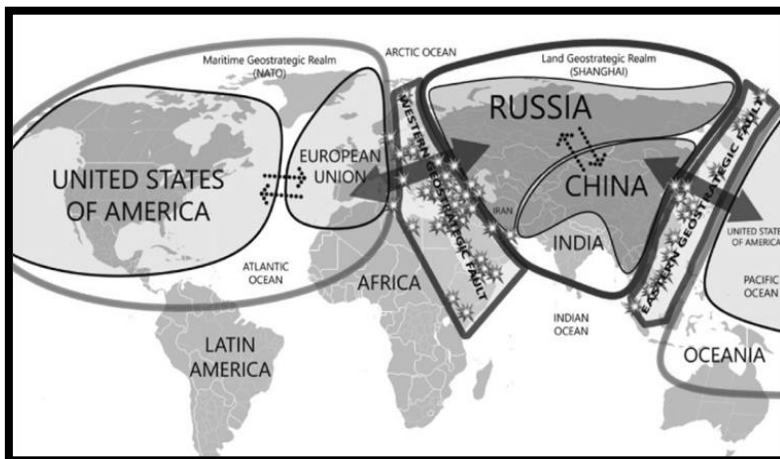 Maritime Geostrategic Realm
(NATO)
ARCTIC OCEAN
Land Geostrategic Realm
(SHANGHAI)
WESTERN GEOSTRATEGIC FAULT
RUSSIA
EASTERN GEOSTRATEGIC FAULT
EUROPEAN
UNION
UNITED STATES
OF AMERICA
CHINA
IRAN
INDIA
UNITED STATES
OF AMERICA
ATLANTIC
OCEAN
AFRICA
PACIFIC
OCEAN
INDIAN
OCEAN
LATIN
AMERICA
OCEANIA